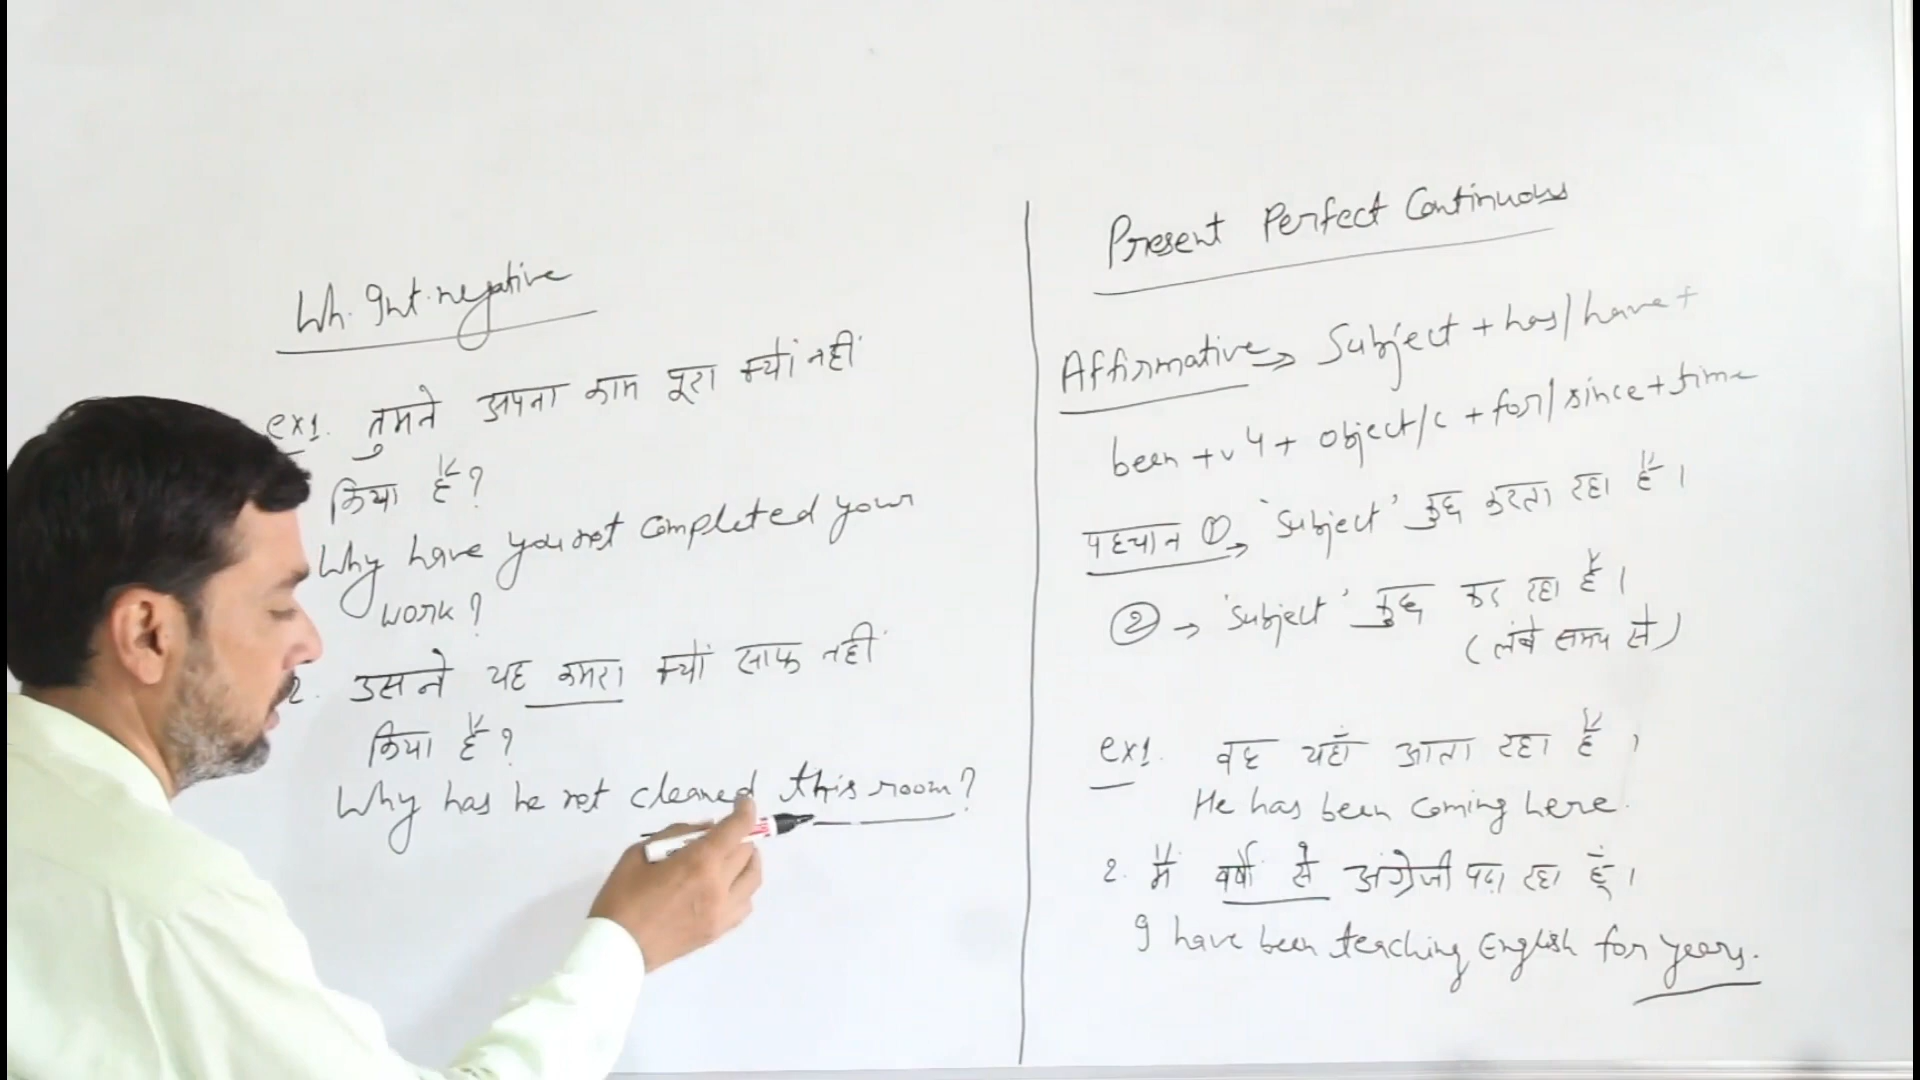 Wh. Int. negative
ex1. तुमने अपना काम पूरा क्यों नहीं
किया है?
Why have you not completed your
work?
2. उसने यह कमरा क्यों साफ नहीं
किया है?
Why has he not cleaned this room?
Present Perfect Continuous
Affirmative → Subject + has/have +
been + v4 + object/c + for/since + time
पहचान ① → 'Subject' कुछ करता रहा है।
② → 'Subject' कुछ कर रहा है।
(लंबे समय से)
ex1. वह यहाँ आता रहा है।
He has been coming here.
2. मैं वर्षों से अंग्रेजी पढ़ा रहा हूं।
I have been teaching English for years.